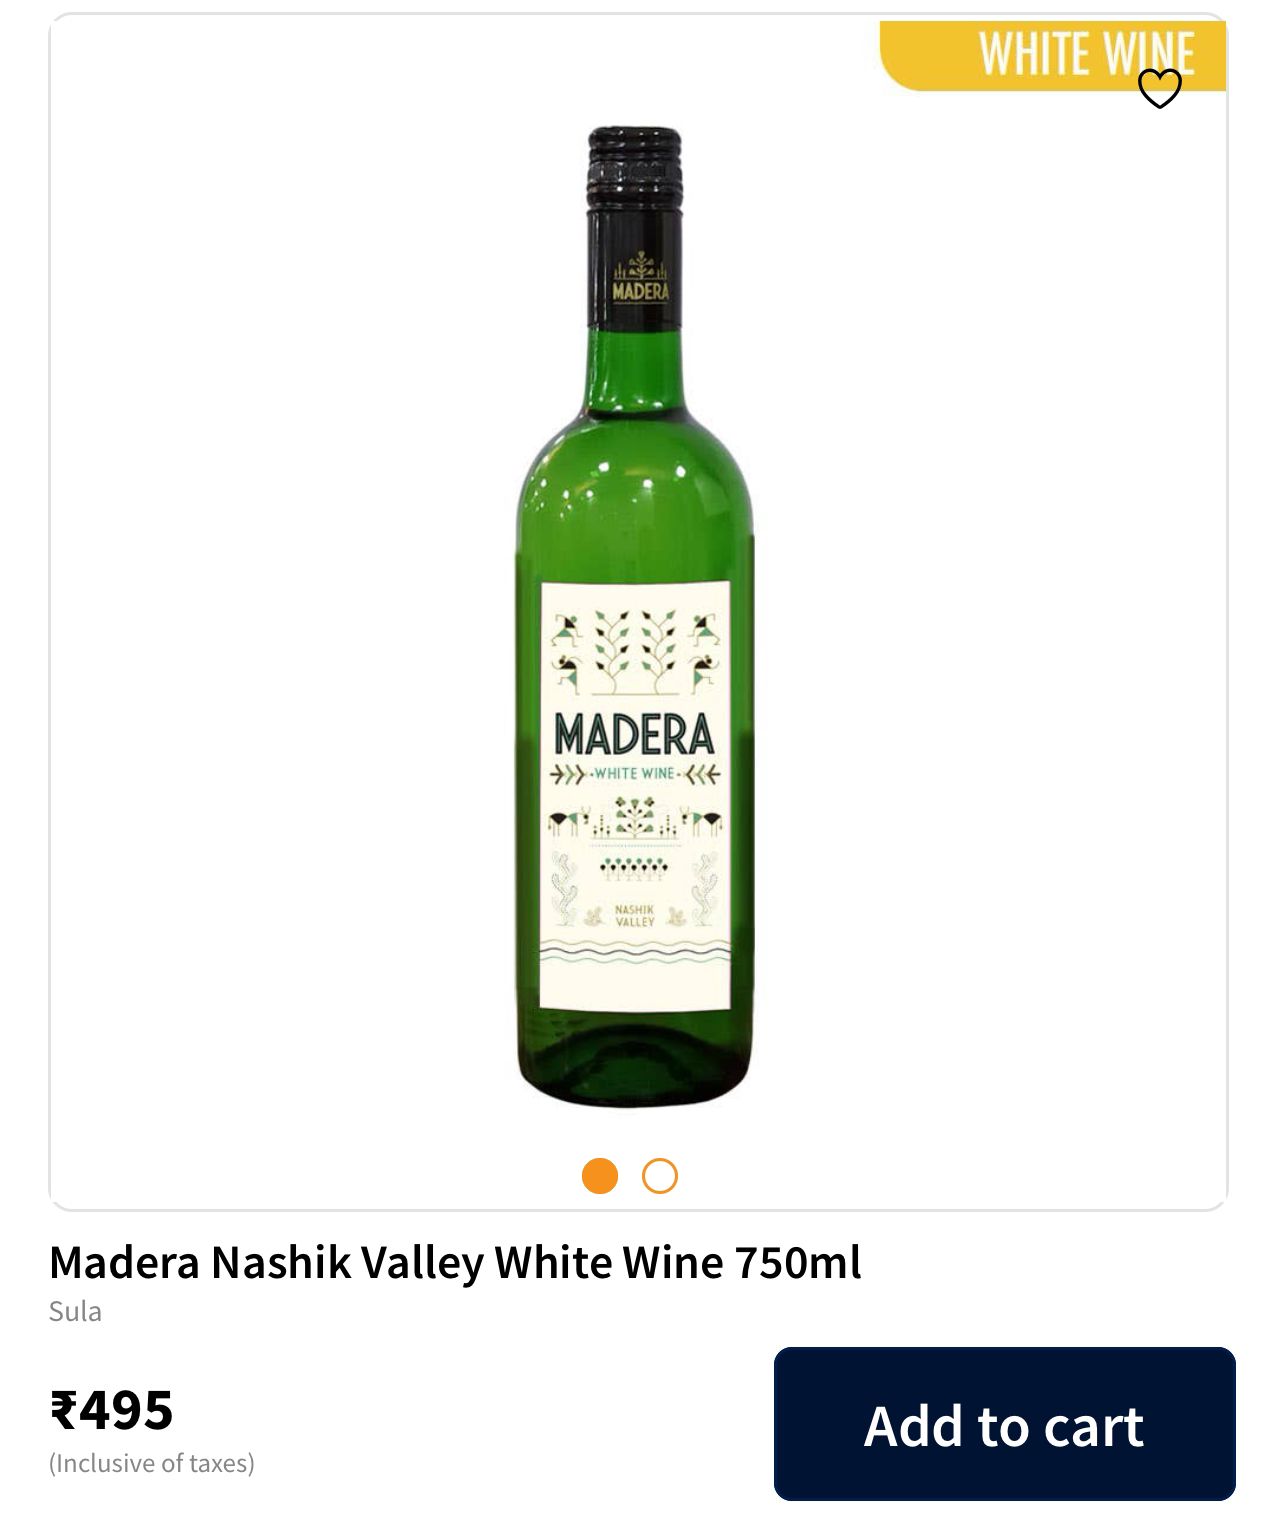 WHITE WINE
MADERA
MADERA
WHITE WINE
NASHIK
VALLEY
Madera Nashik Valley White Wine 750ml
Sula
₹495
(Inclusive of taxes)
Add to cart